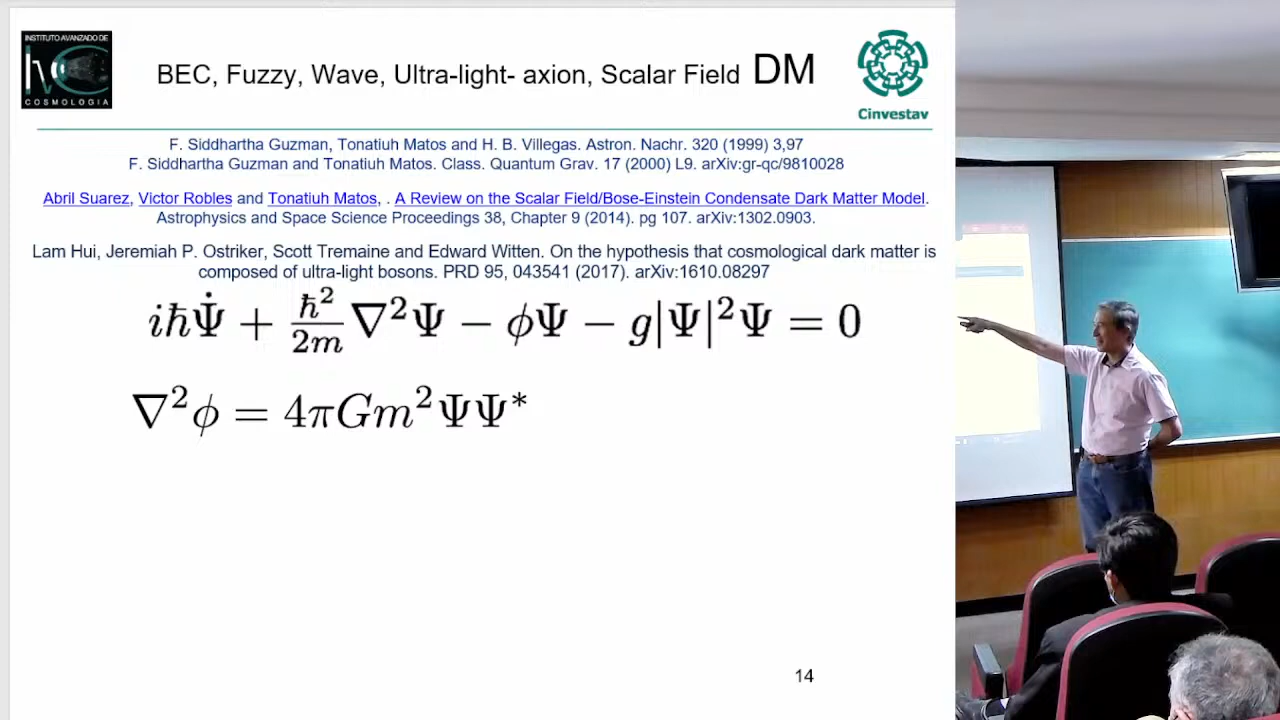 INSTITUTO AVANZADO DE
COSMOLOGIA
BEC, Fuzzy, Wave, Ultra-light- axion, Scalar Field DM
Cinvestav
F. Siddhartha Guzman, Tonatiuh Matos and H. B. Villegas. Astron. Nachr. 320 (1999) 3,97
F. Siddhartha Guzman and Tonatiuh Matos. Class. Quantum Grav. 17 (2000) L9. arXiv:gr-qc/9810028
Abril Suarez, Victor Robles and Tonatiuh Matos, . A Review on the Scalar Field/Bose-Einstein Condensate Dark Matter Model.
Astrophysics and Space Science Proceedings 38, Chapter 9 (2014). pg 107. arXiv:1302.0903.
Lam Hui, Jeremiah P. Ostriker, Scott Tremaine and Edward Witten. On the hypothesis that cosmological dark matter is
composed of ultra-light bosons. PRD 95, 043541 (2017). arXiv:1610.08297
iħΨ̇ + ħ²/2m ∇²Ψ − ϕΨ − g|Ψ|²Ψ = 0
∇²ϕ = 4πGm²ΨΨ*
14